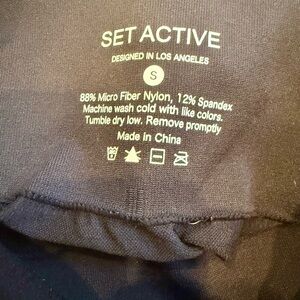 SET ACTIVE
DESIGNED IN LOS ANGELES
S
88% Micro Fiber Nylon, 12% Spandex
Machine wash cold with like colors.
Tumble dry low. Remove promptly
Made in China